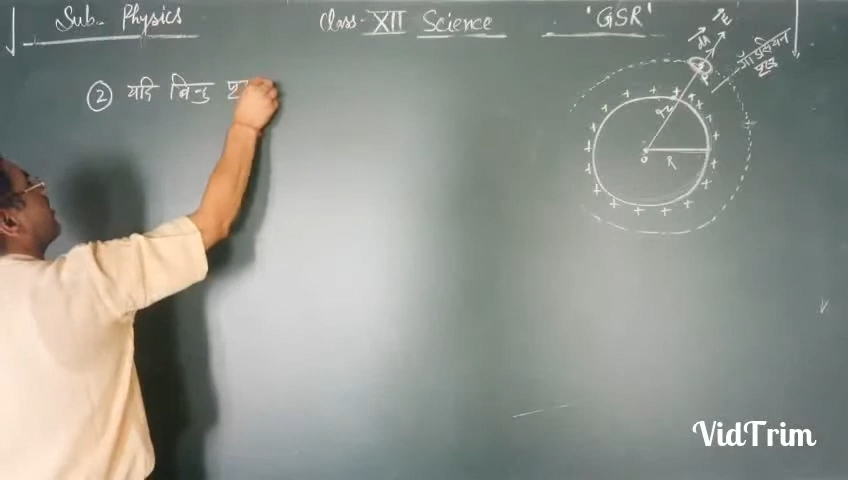 Sub- Physics Class- XII Science 'GSR'
② यदि बिन्दु
गॉउसियन
पृष्ठ
O
R
+ + + + + + + + + + + + + + + +
VidTrim